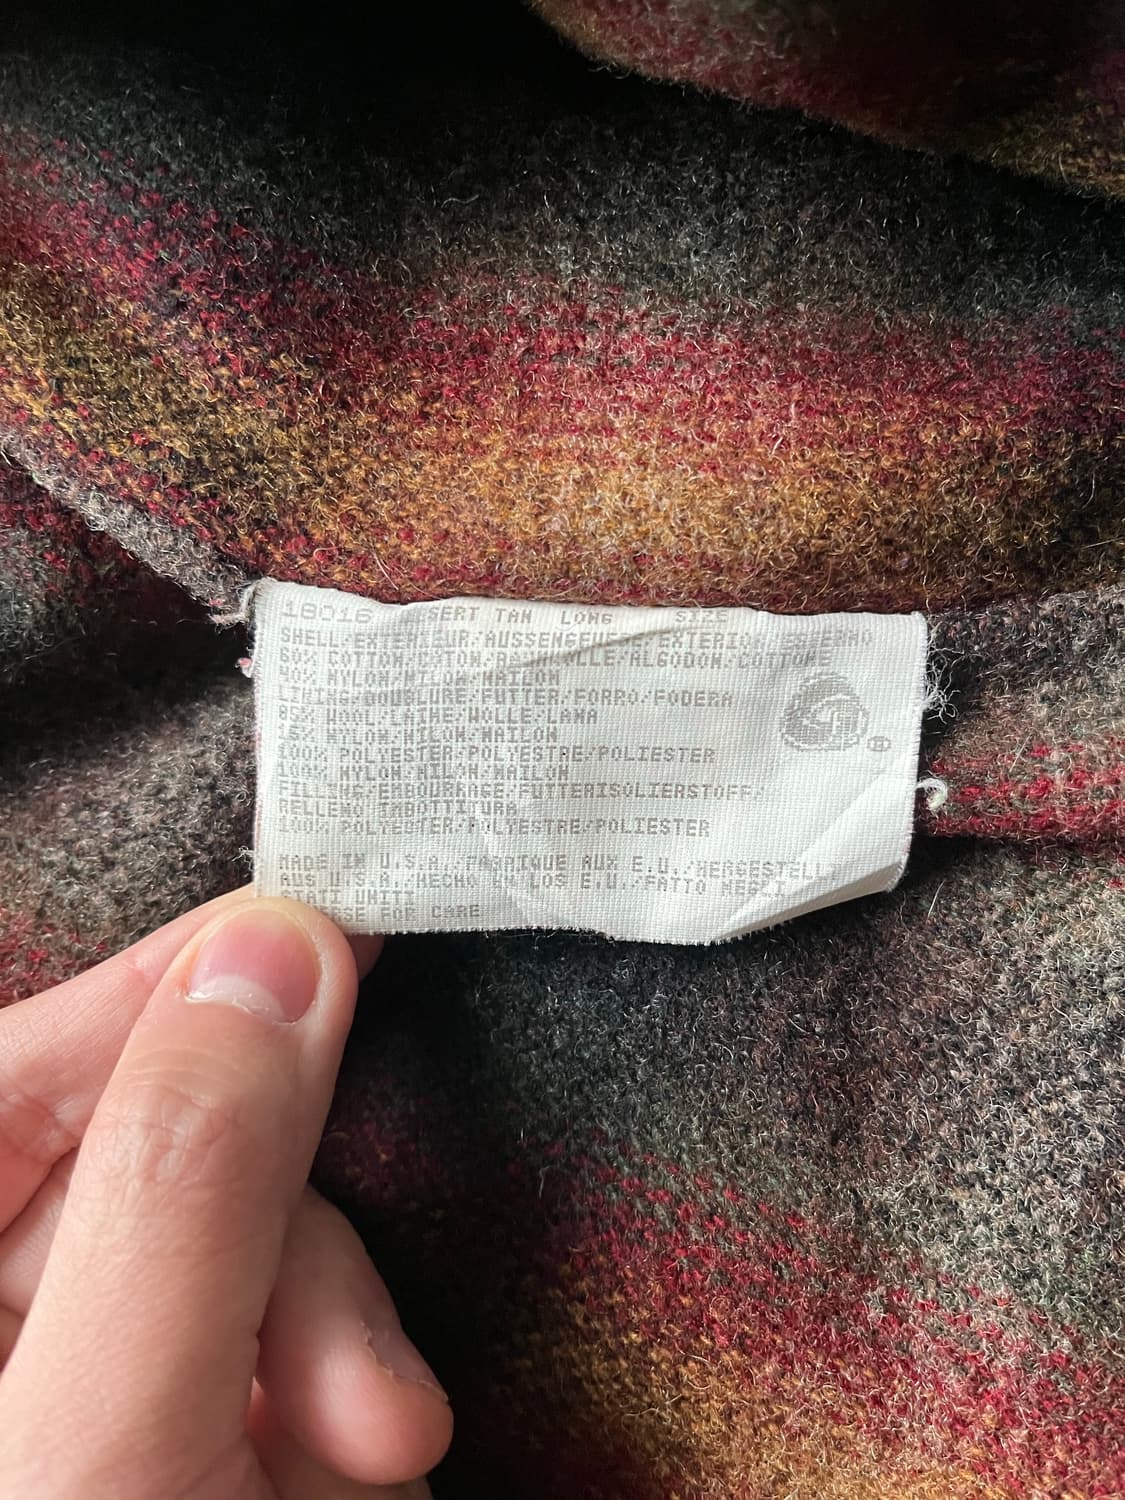 18016 DESERT TAN LONG SIZE
SHELL/EXTERIEUR/AUSSENGEWEBE/EXTERIOR/ESTERNO
60% COTTON/COTON/BAUMWOLLE/ALGODON/COTTONE
40% NYLON/NILON/NAILON
LINING/DOUBLURE/FUTTER/FORRO/FODERA
85% WOOL/LAINE/WOLLE/LANA
15% NYLON/NILON/NAILON
100% POLYESTER/POLYESTRE/POLIESTER
100% NYLON/NILON/NAILON
FILLING/EMBOURRAGE/FUTTERISOLIERSTOFF/
RELLENO IMBOTTITURA
100% POLYESTER/POLYESTRE/POLIESTER
MADE IN U.S.A./FABRIQUE AUX E.U./HERGESTELLT
AUS U.S.A./HECHO EN LOS E.U./FATTO NEGLI
STATI UNITI
FOR CARE